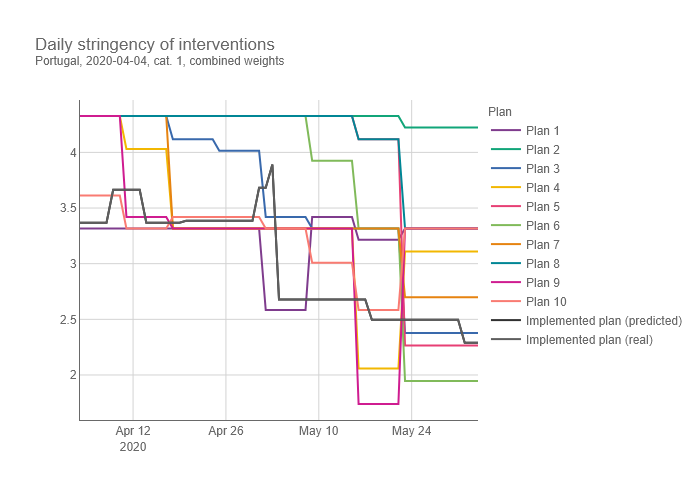 Daily stringency of interventions
Portugal, 2020-04-04, cat. 1, combined weights
Plan
Plan 1
Plan 2
Plan 3
Plan 4
Plan 5
Plan 6
Plan 7
Plan 8
Plan 9
Plan 10
Implemented plan (predicted)
Implemented plan (real)
4
3.5
3
2.5
2
Apr 12
2020
Apr 26
May 10
May 24